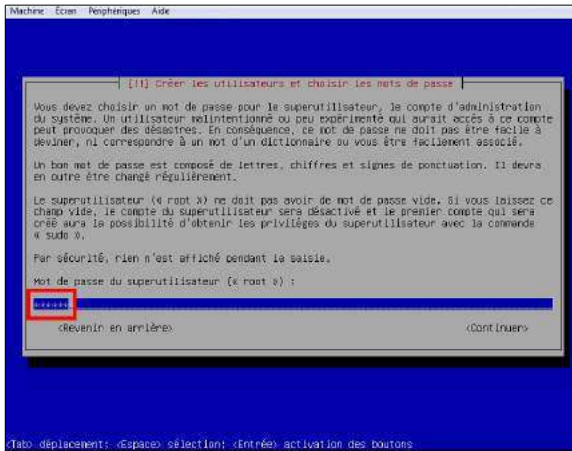 Machine Écran Périphériques Aide
[!!] Créer les utilisateurs et choisir les mots de passe
Vous devez choisir un mot de passe pour le superutilisateur, le compte d'administration
du système. Un utilisateur malintentionné ou peu expérimenté qui aurait accès à ce compte
peut provoquer des désastres. En conséquence, ce mot de passe ne doit pas être facile à
deviner, ni correspondre à un mot d'un dictionnaire ou vous être facilement associé.
Un bon mot de passe est composé de lettres, chiffres et signes de ponctuation. Il devra
en outre être changé régulièrement.
Le superutilisateur (« root ») ne doit pas avoir de mot de passe vide. Si vous laissez ce
champ vide, le compte du superutilisateur sera désactivé et le premier compte qui sera
créé aura la possibilité d'obtenir les privilèges du superutilisateur avec la commande
« sudo ».
Par sécurité, rien n'est affiché pendant la saisie.
Mot de passe du superutilisateur (« root ») :
******
<Revenir en arrière> <Continuer>
<Tab> déplacement; <Espace> sélection; <Entrée> activation des boutons